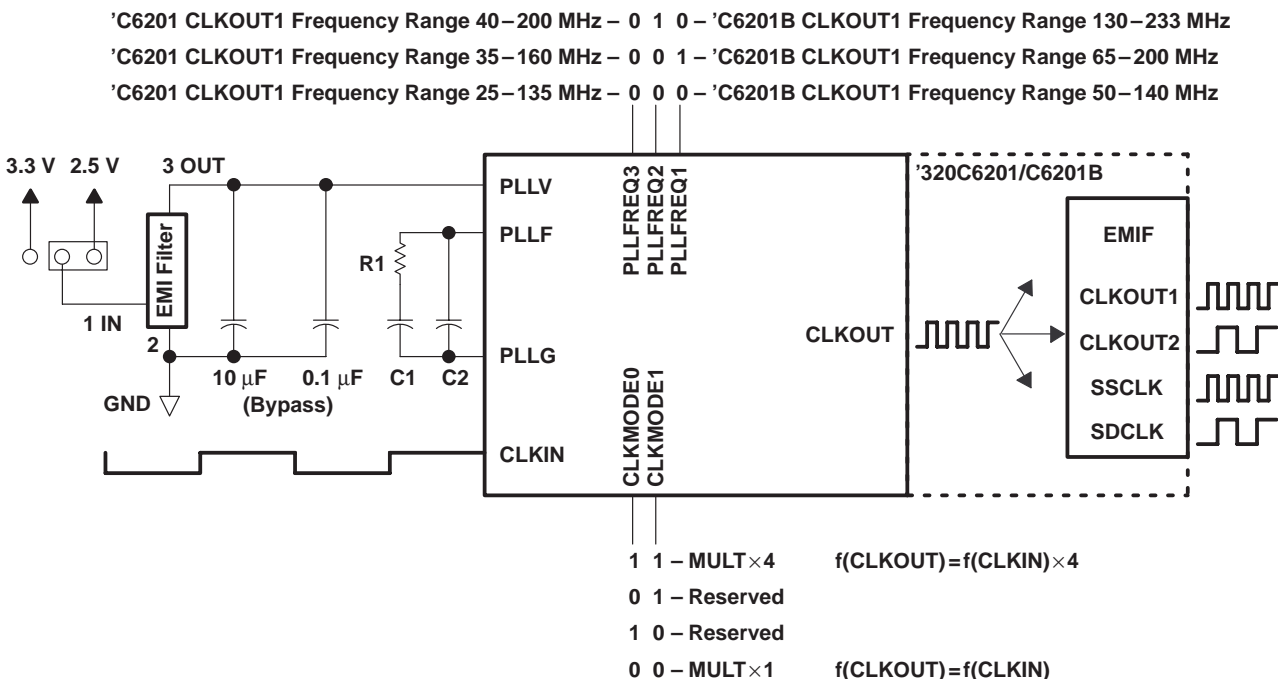 'C6201 CLKOUT1 Frequency Range 40–200 MHz – 0 1 0 – 'C6201B CLKOUT1 Frequency Range 130–233 MHz
'C6201 CLKOUT1 Frequency Range 35–160 MHz – 0 0 1 – 'C6201B CLKOUT1 Frequency Range 65–200 MHz
'C6201 CLKOUT1 Frequency Range 25–135 MHz – 0 0 0 – 'C6201B CLKOUT1 Frequency Range 50–140 MHz
3.3 V 2.5 V 3 OUT
EMI Filter
1 IN
2
GND
10 μF 0.1 μF C1 C2
(Bypass)
R1
PLLV
PLLF
PLLG
CLKIN
PLLFREQ3
PLLFREQ2
PLLFREQ1
CLKMODE0
CLKMODE1
CLKOUT
'320C6201/C6201B
EMIF
CLKOUT1
CLKOUT2
SSCLK
SDCLK
1 1 – MULT×4 f(CLKOUT)=f(CLKIN)×4
0 1 – Reserved
1 0 – Reserved
0 0 – MULT×1 f(CLKOUT)=f(CLKIN)